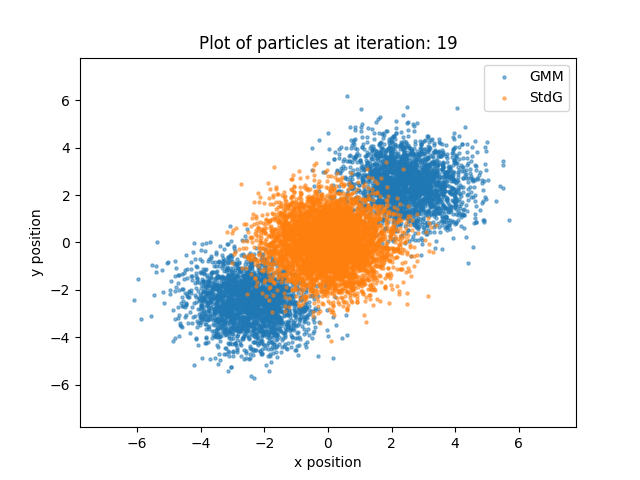 Plot of particles at iteration: 19
GMM
StdG
6
4
2
0
−2
−4
−6
y position
−6 −4 −2 0 2 4 6
x position